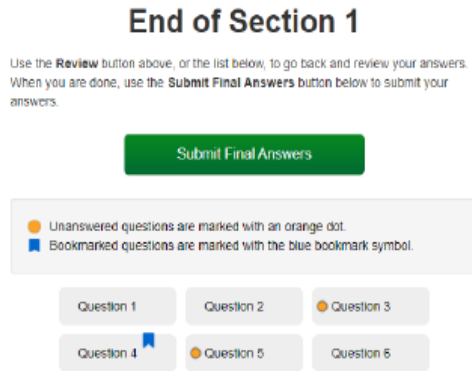 End of Section 1
Use the Review button above, or the list below, to go back and review your answers.
When you are done, use the Submit Final Answers button below to submit your
answers.
Submit Final Answers
Unanswered questions are marked with an orange dot.
Bookmarked questions are marked with the blue bookmark symbol.
Question 1
Question 2
Question 3
Question 4
Question 5
Question 6